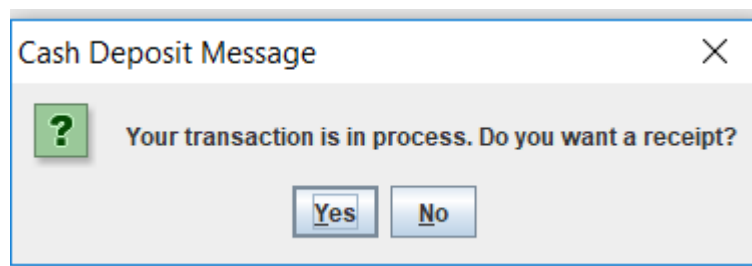 Cash Deposit Message
Your transaction is in process. Do you want a receipt?
Yes No